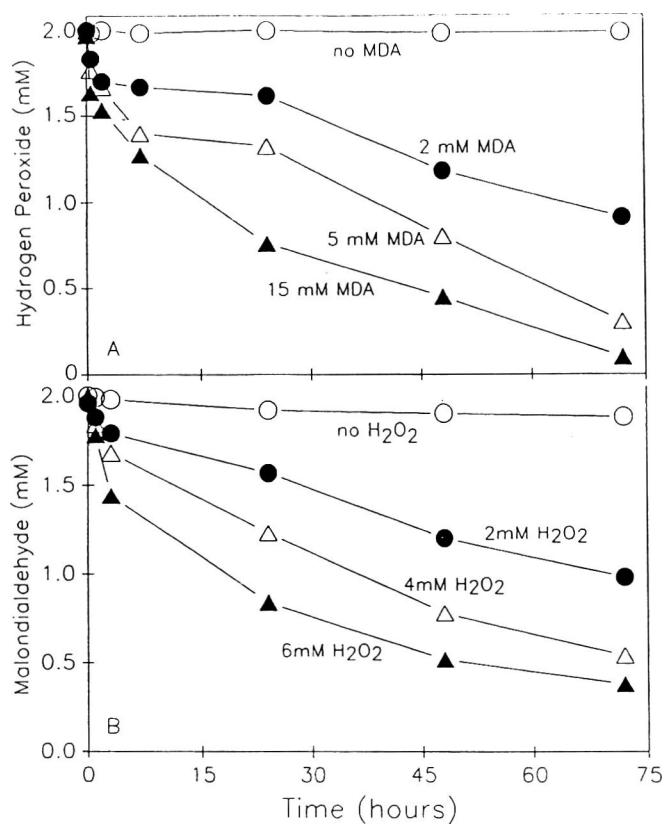 Hydrogen Peroxide (mM)
2.0
1.5
1.0
0.5
0
no MDA
2 mM MDA
5 mM MDA
15 mM MDA
A
Malondialdehyde (mM)
2.0
1.5
1.0
0.5
0.0
no H₂O₂
2mM H₂O₂
4mM H₂O₂
6mM H₂O₂
B
0 15 30 45 60 75
Time (hours)